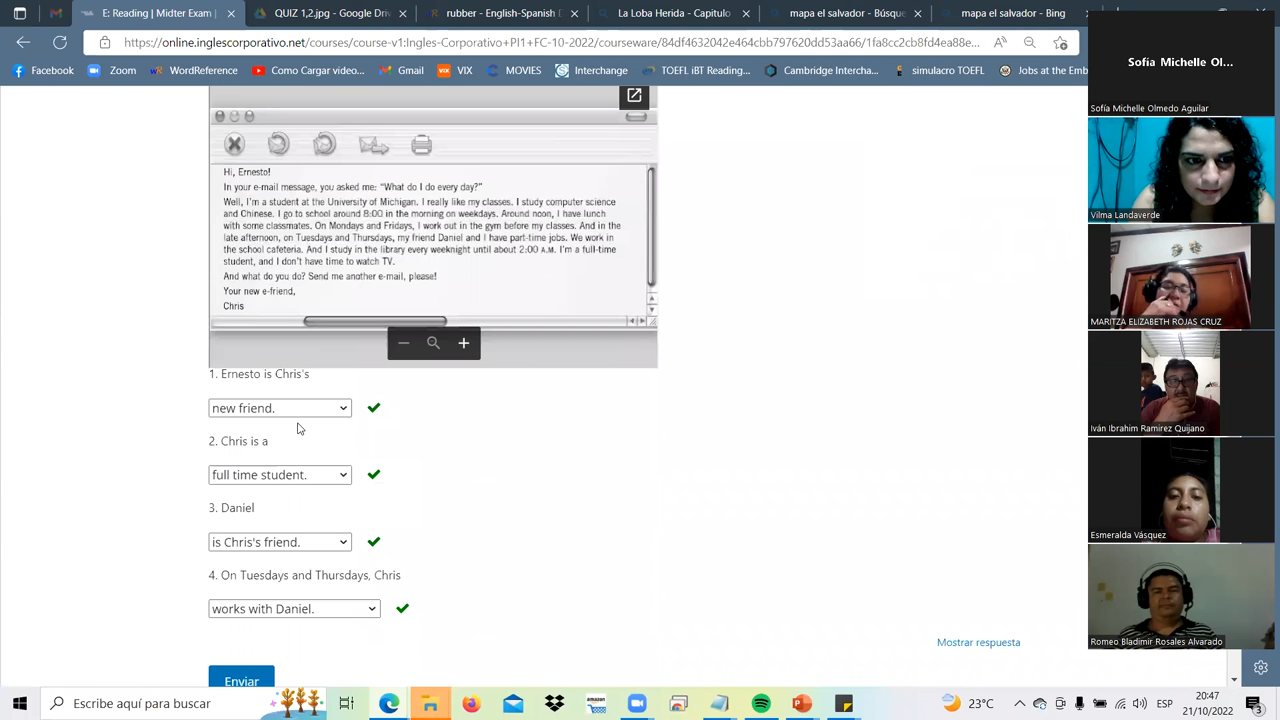 QUIZ 1,2.jpg - Google Drive
rubber - English-Spanish D
La Loba Herida - Capitulo
mapa el salvador - Búsque
mapa el salvador - Bing
https://online.inglescorporativo.net/courses/course-v1:Ingles-Corporativo+PI1+FC-10-2022/courseware/84df4632042e464cbb797620dd53aa66/1fa8cc2cb8fd4ea88e...
Facebook
Zoom
WordReference
Como Cargar video...
Gmail
VIX
MOVIES
Interchange
TOEFL iBT Reading...
Cambridge Intercha...
simulacro TOEFL
Jobs at the Emb
Hi, Ernesto!
In your e-mail message, you asked me: "What do I do every day?"
Well, I'm a student at the University of Michigan. I really like my classes. I study computer science
and Chinese. I go to school around 8:00 in the morning on weekdays. Around noon, I have lunch
with some classmates. On Mondays and Fridays, I work out in the gym before my classes. And in the
late afternoon, on Tuesdays and Thursdays, my friend Daniel and I have part-time jobs. We work in
the school cafeteria. And I study in the library every weeknight until about 2:00 A.M. I'm a full-time
student, and I don't have time to watch TV.
And what do you do? Send me another e-mail, please!
Your new e-friend,
Chris
1. Ernesto is Chris's
new friend.
2. Chris is a
full time student.
3. Daniel
is Chris's friend.
4. On Tuesdays and Thursdays, Chris
works with Daniel.
Mostrar respuesta
Enviar
Sofía Michelle Ol...
Sofía Michelle Olmedo Aguilar
Vilma Landaverde
MARITZA ELIZABETH ROJAS CRUZ
Iván Ibrahim Ramírez Quijano
Esmeralda Vásquez
Romeo Bladimir Rosales Alvarado
Escribe aquí para buscar
23°C
ESP
20:47
21/10/2022
3